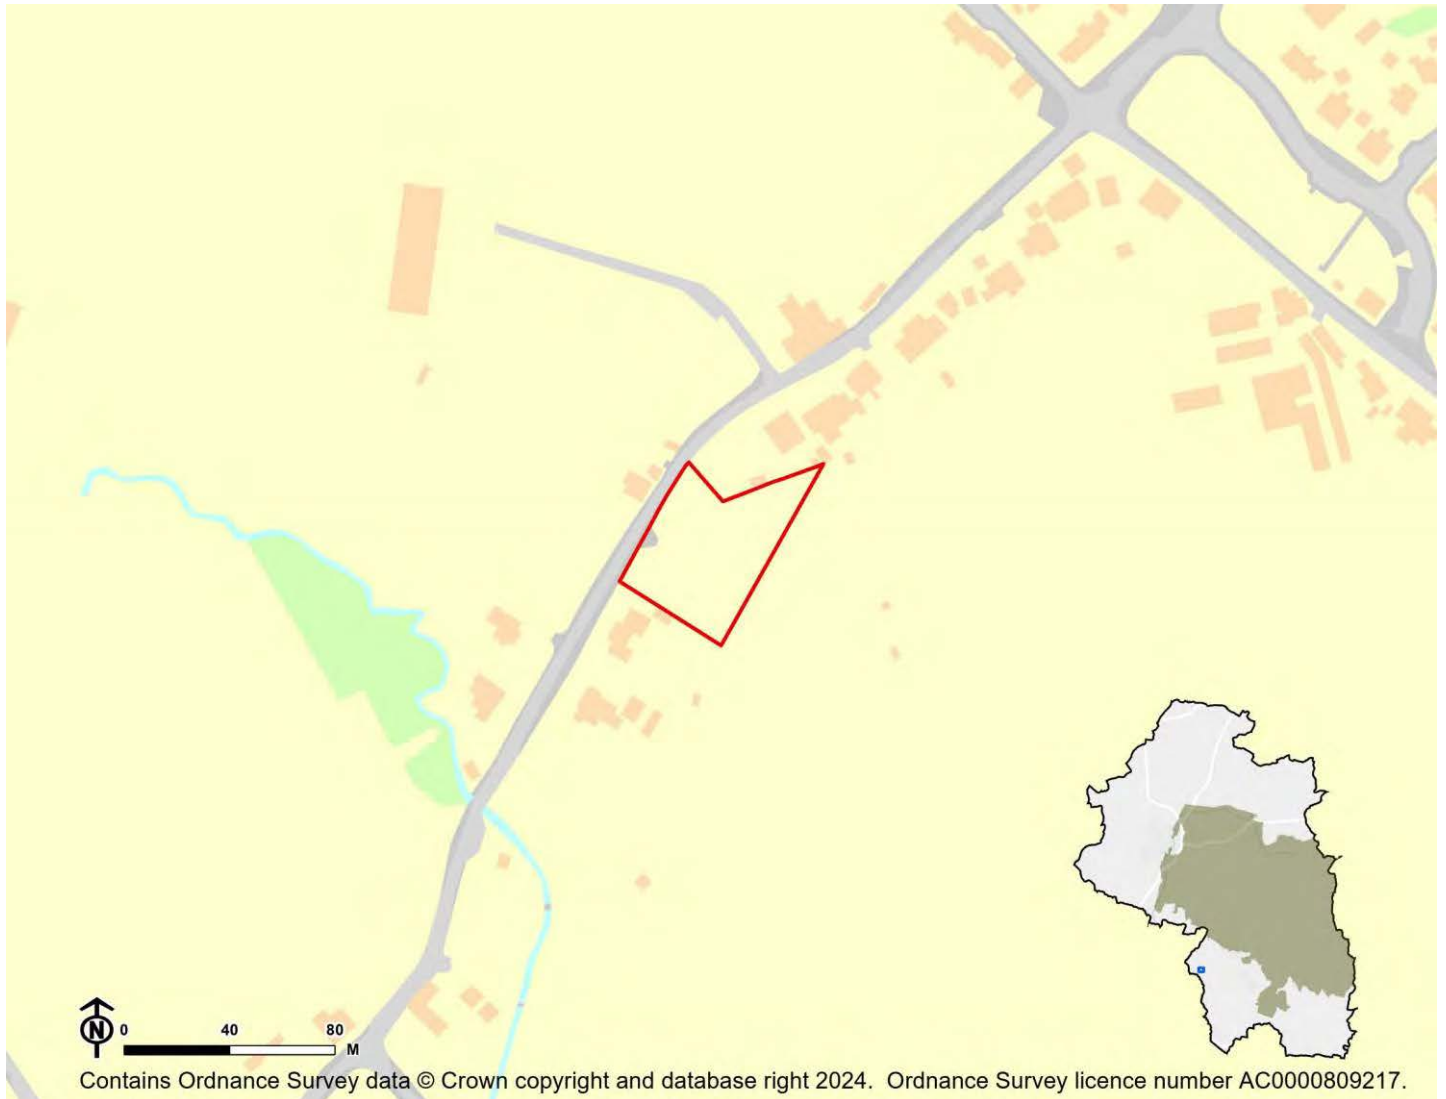 N
0 40 80
M
Contains Ordnance Survey data © Crown copyright and database right 2024. Ordnance Survey licence number AC0000809217.